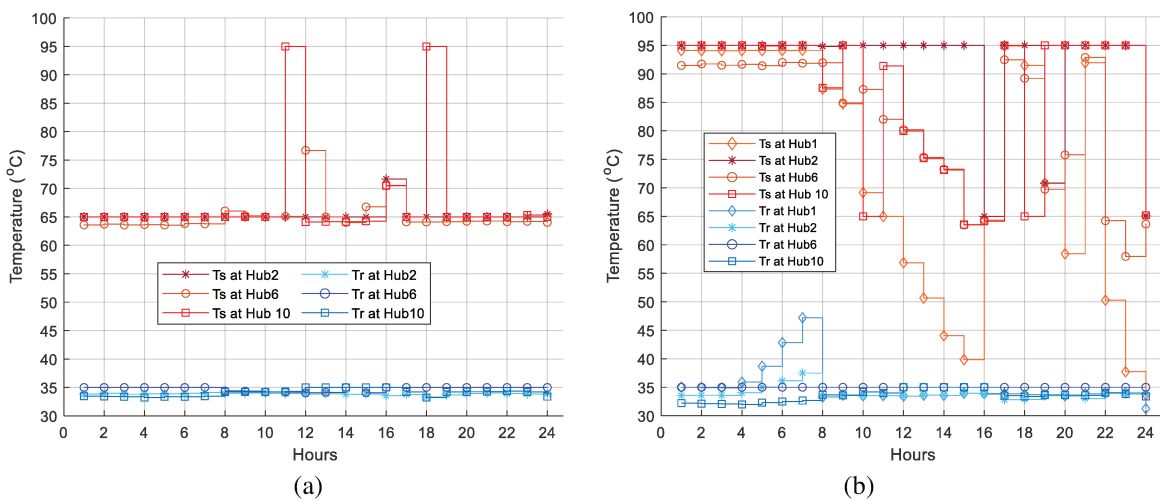 100
95
90
85
80
75
70
65
60
55
50
45
40
35
30
Temperature (°C)
Ts at Hub2
Ts at Hub6
Ts at Hub 10
Tr at Hub2
Tr at Hub6
Tr at Hub10
0 2 4 6 8 10 12 14 16 18 20 22 24
Hours
(a)
100
95
90
85
80
75
70
65
60
55
50
45
40
35
30
Temperature (°C)
Ts at Hub1
Ts at Hub2
Ts at Hub6
Ts at Hub 10
Tr at Hub1
Tr at Hub2
Tr at Hub6
Tr at Hub10
0 2 4 6 8 10 12 14 16 18 20 22 24
Hours
(b)